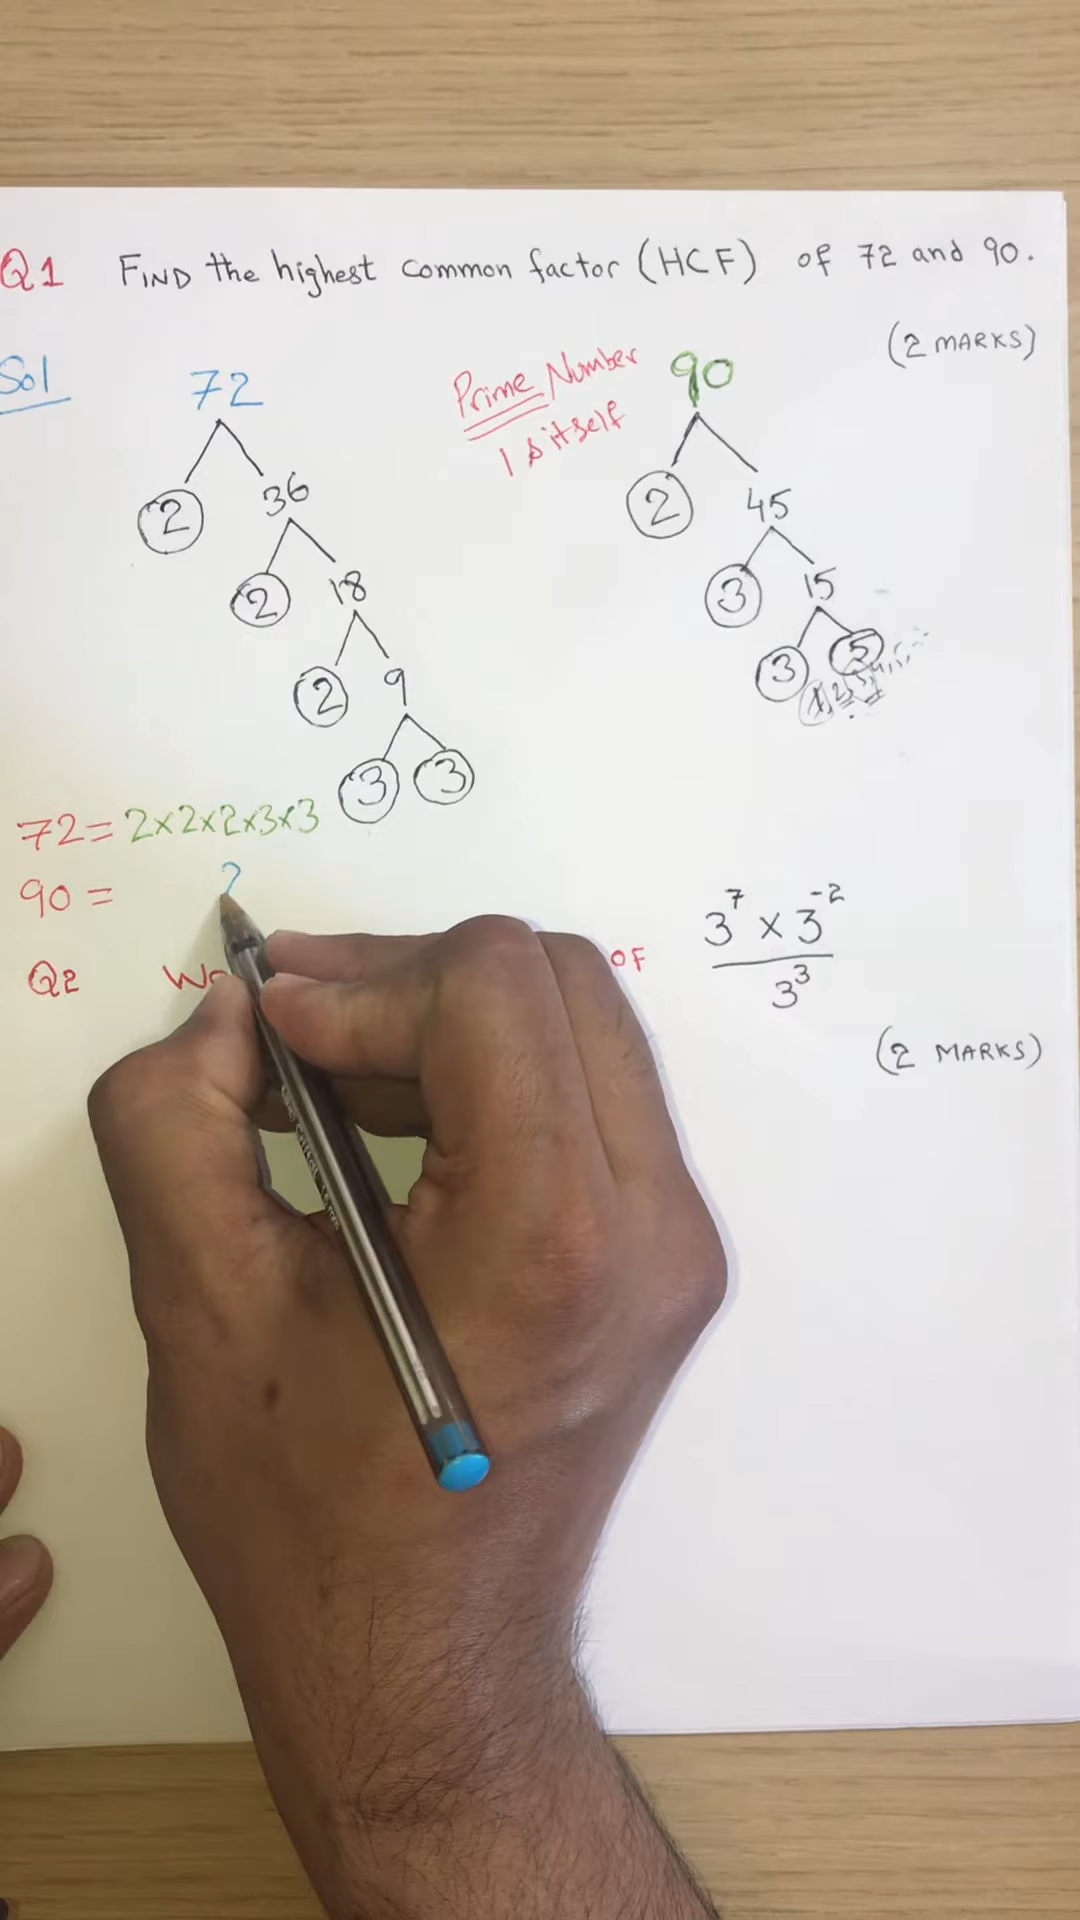 Q1 FIND the highest common factor (HCF) of 72 and 90.
(2 MARKS)
Sol
72
Prime Number
1 & itself
90
2 36
2 45
2 18
3 15
2 9
3 5
3 3
72 = 2×2×2×3×3
90 = 2
Q2 OF 3^7 × 3^-2
3^3
(2 MARKS)